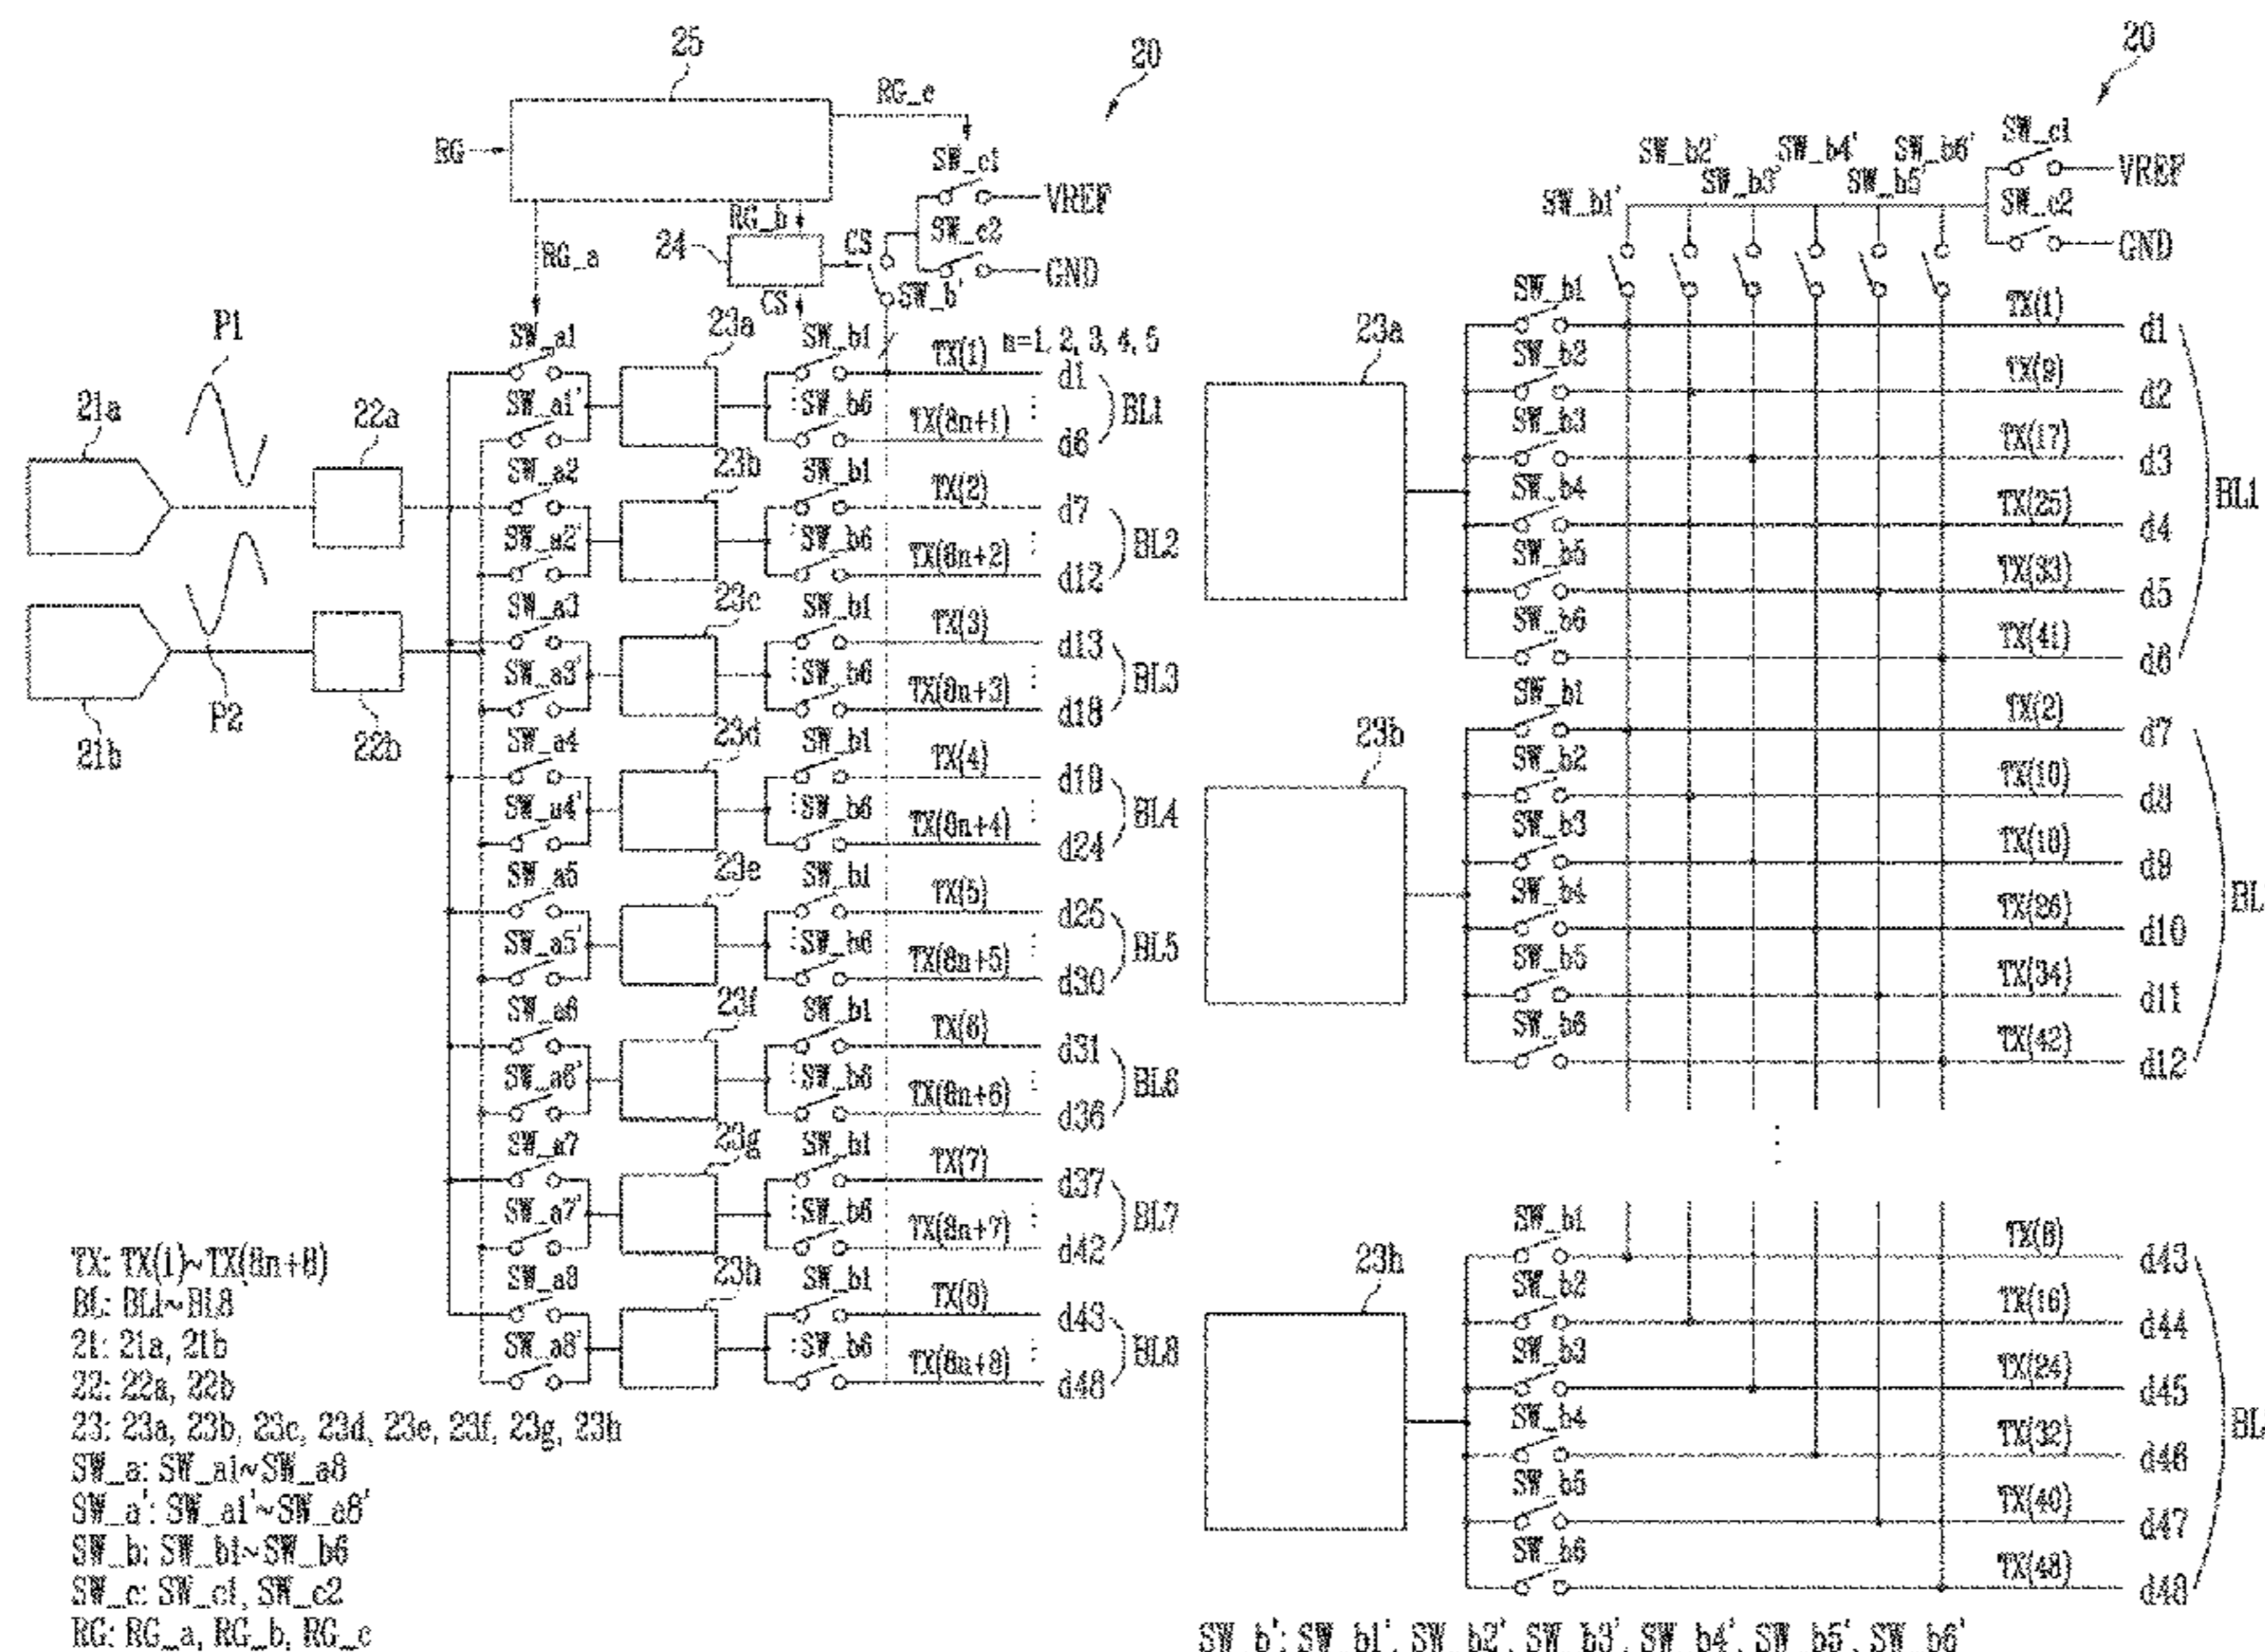 25
20
RG_c
RG
SW_c1
VREF
RG_b
RG_a
24
CS
SW_c2
GND
CS
SW_b'
P1
SW_a1
23a
SW_b1
TX(1)
n=1, 2, 3, 4, 5
d1
21a
22a
SW_a1'
SW_b6
TX(8n+1)
d6
BL1
SW_a2
23b
SW_b1
TX(2)
d7
SW_a2'
SW_b6
TX(8n+2)
d12
BL2
SW_a3
23c
SW_b1
TX(3)
d13
SW_a3'
SW_b6
TX(8n+3)
d18
BL3
P2
21b
22b
SW_a4
23d
SW_b1
TX(4)
d19
SW_a4'
SW_b6
TX(8n+4)
d24
BL4
SW_a5
23e
SW_b1
TX(5)
d25
SW_a5'
SW_b6
TX(8n+5)
d30
BL5
SW_a6
23f
SW_b1
TX(6)
d31
SW_a6'
SW_b6
TX(8n+6)
d36
BL6
SW_a7
23g
SW_b1
TX(7)
d37
SW_a7'
SW_b6
TX(8n+7)
d42
BL7
SW_a8
23h
SW_b1
TX(8)
d43
SW_a8'
SW_b6
TX(8n+8)
d48
BL8
TX: TX(1)~TX(8n+8)
BL: BL1~BL8
21: 21a, 21b
22: 22a, 22b
23: 23a, 23b, 23c, 23d, 23e, 23f, 23g, 23h
SW_a: SW_a1~SW_a8
SW_a': SW_a1'~SW_a8'
SW_b: SW_b1~SW_b6
SW_c: SW_c1, SW_c2
RG: RG_a, RG_b, RG_c
20
SW_c1
SW_b2'
SW_b4'
SW_b6'
VREF
SW_b1'
SW_b3'
SW_b5'
SW_c2
GND
23a
SW_b1
TX(1)
d1
SW_b2
TX(9)
d2
SW_b3
TX(17)
d3
SW_b4
TX(25)
d4
SW_b5
TX(33)
d5
SW_b6
TX(41)
d6
BL1
23b
SW_b1
TX(2)
d7
SW_b2
TX(10)
d8
SW_b3
TX(18)
d9
SW_b4
TX(26)
d10
SW_b5
TX(34)
d11
SW_b6
TX(42)
d12
BL
23h
SW_b1
TX(8)
d43
SW_b2
TX(16)
d44
SW_b3
TX(24)
d45
SW_b4
TX(32)
d46
SW_b5
TX(40)
d47
SW_b6
TX(48)
d48
BL
SW_b': SW_b1', SW_b2', SW_b3', SW_b4', SW_b5', SW_b6'